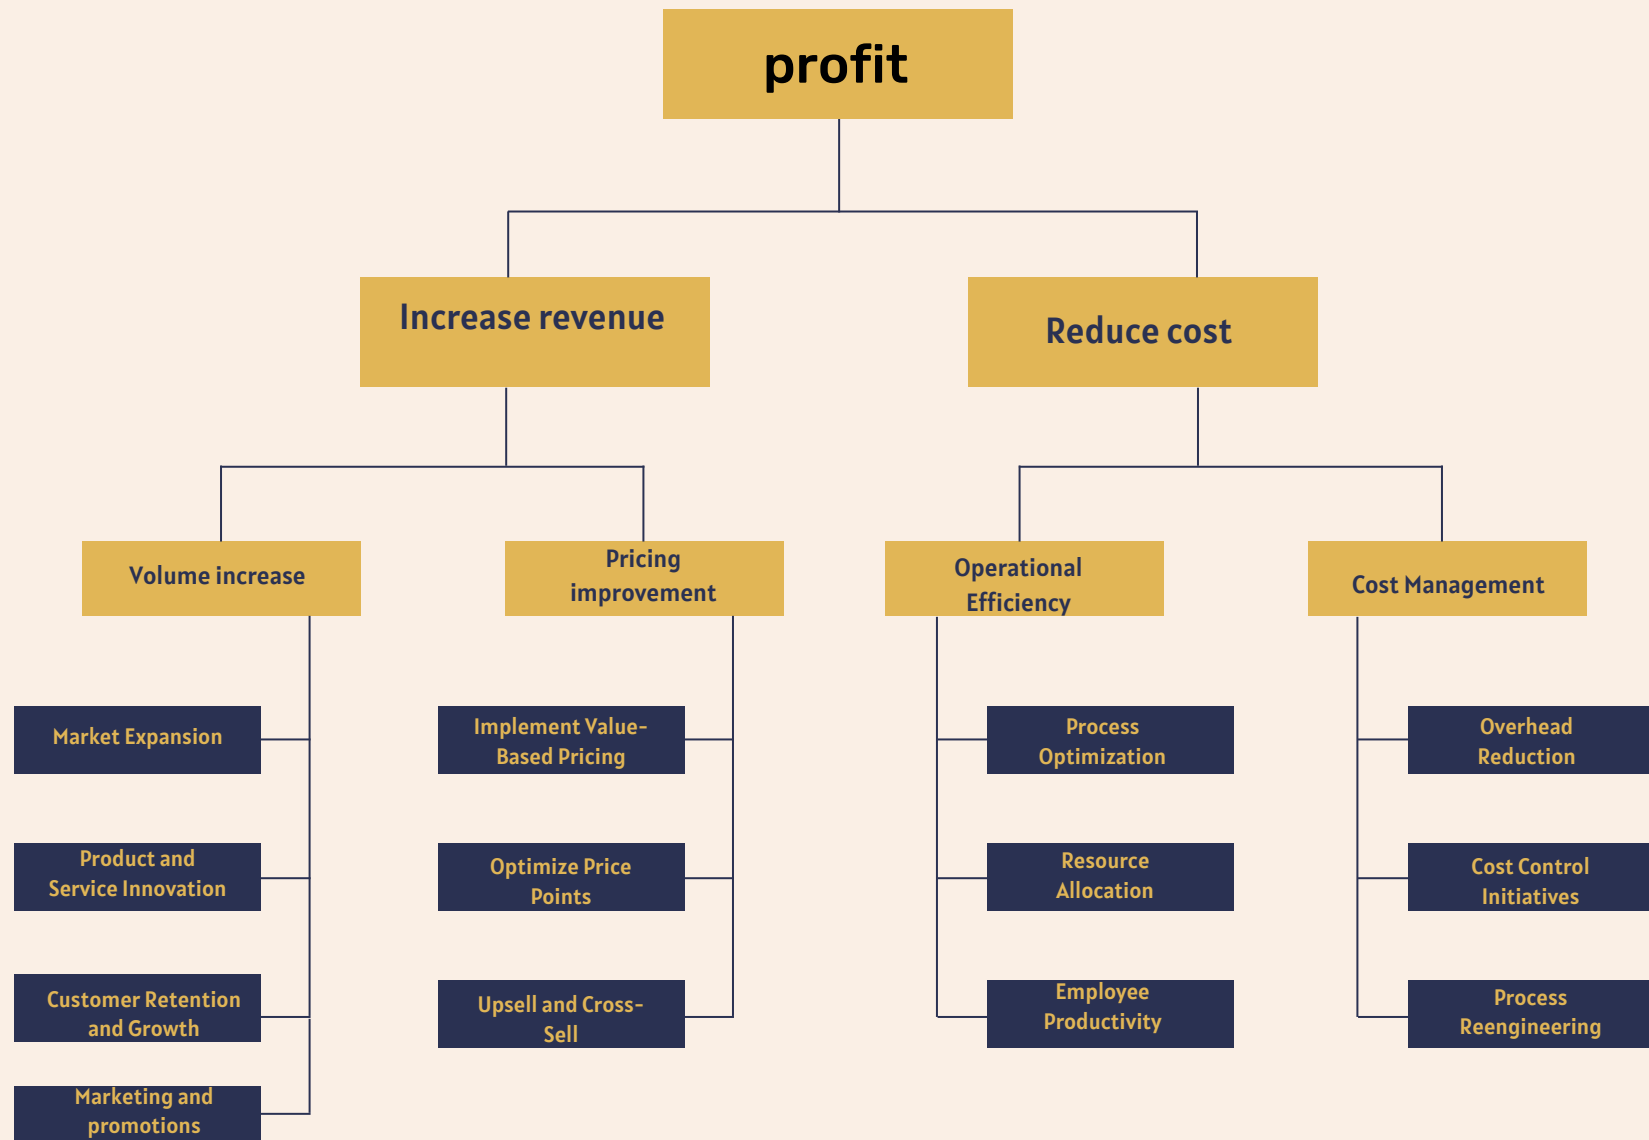 profit
Increase revenue
Reduce cost
Volume increase
Pricing
improvement
Operational
Efficiency
Cost Management
Market Expansion
Implement Value-
Based Pricing
Process
Optimization
Overhead
Reduction
Product and
Service Innovation
Optimize Price
Points
Resource
Allocation
Cost Control
Initiatives
Customer Retention
and Growth
Upsell and Cross-
Sell
Employee
Productivity
Process
Reengineering
Marketing and
promotions